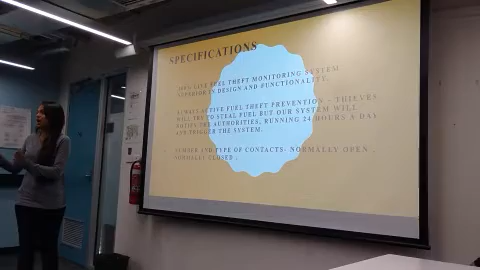 SPECIFICATIONS
FUEL THEFT MONITORING SYSTEM
SUPERIOR IN DESIGN AND FUNCTIONALITY.
ACTIVE FUEL THEFT PREVENTION - THIEVES
WILL TRY TO STEAL FUEL BUT OUR SYSTEM WILL
NOTIFY THE AUTHORITIES, RUNNING 24 HOURS A DAY
AND TRIGGER THE SYSTEM.
NUMBER AND TYPE OF CONTACTS- NORMALLY OPEN ,
NORMALLY CLOSED .